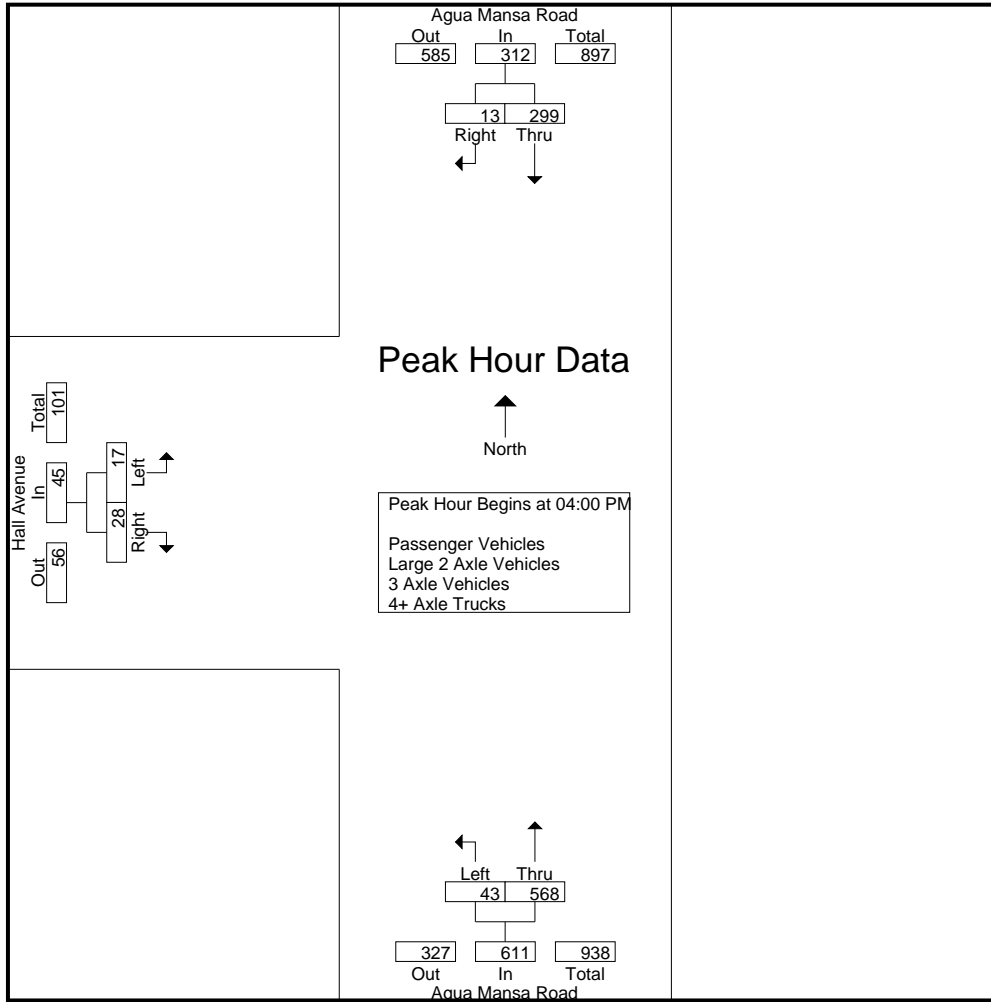 Agua Mansa Road
Out In Total
585 312 897
13 299
Right Thru
Peak Hour Data
North
Peak Hour Begins at 04:00 PM
Passenger Vehicles
Large 2 Axle Vehicles
3 Axle Vehicles
4+ Axle Trucks
Hall Avenue
Out In Total
56 45 101
28 17
Right Left
Left Thru
43 568
327 611 938
Out In Total
Agua Mansa Road